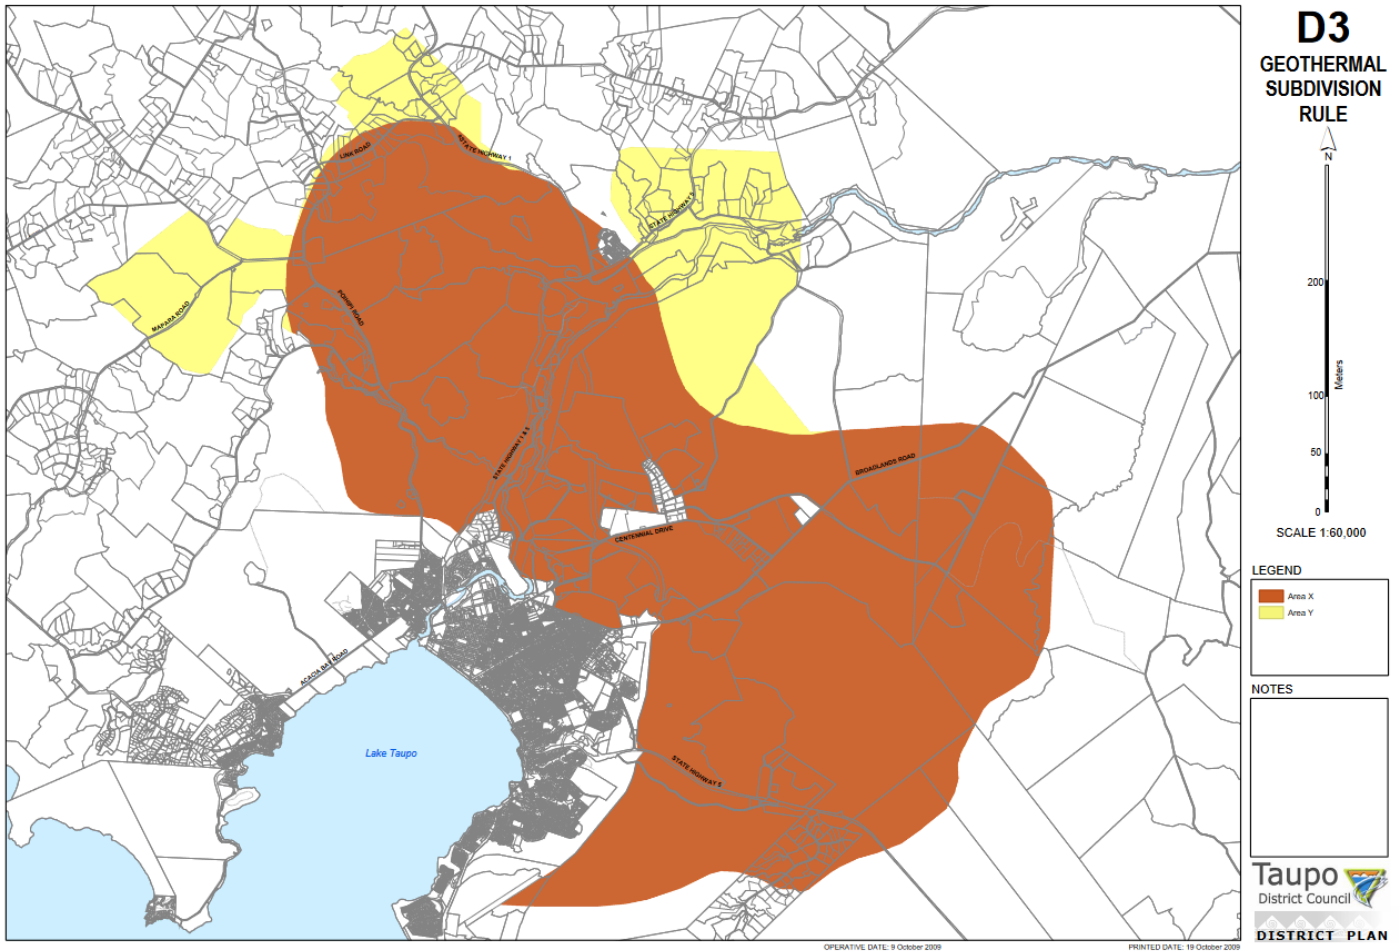 D3
GEOTHERMAL
SUBDIVISION
RULE
N
200
100
50
0
Meters
SCALE 1:60,000
LEGEND
Area X
Area Y
NOTES
Taupo
District Council
DISTRICT PLAN
LINK ROAD
STATE HIGHWAY 1
STATE HIGHWAY 5
MAPARA ROAD
POIHIPI ROAD
STATE HIGHWAY 1 & 5
BROADLANDS ROAD
CENTENNIAL DRIVE
ACACIA BAY ROAD
Lake Taupo
STATE HIGHWAY 5
OPERATIVE DATE: 9 October 2009
PRINTED DATE: 19 October 2009